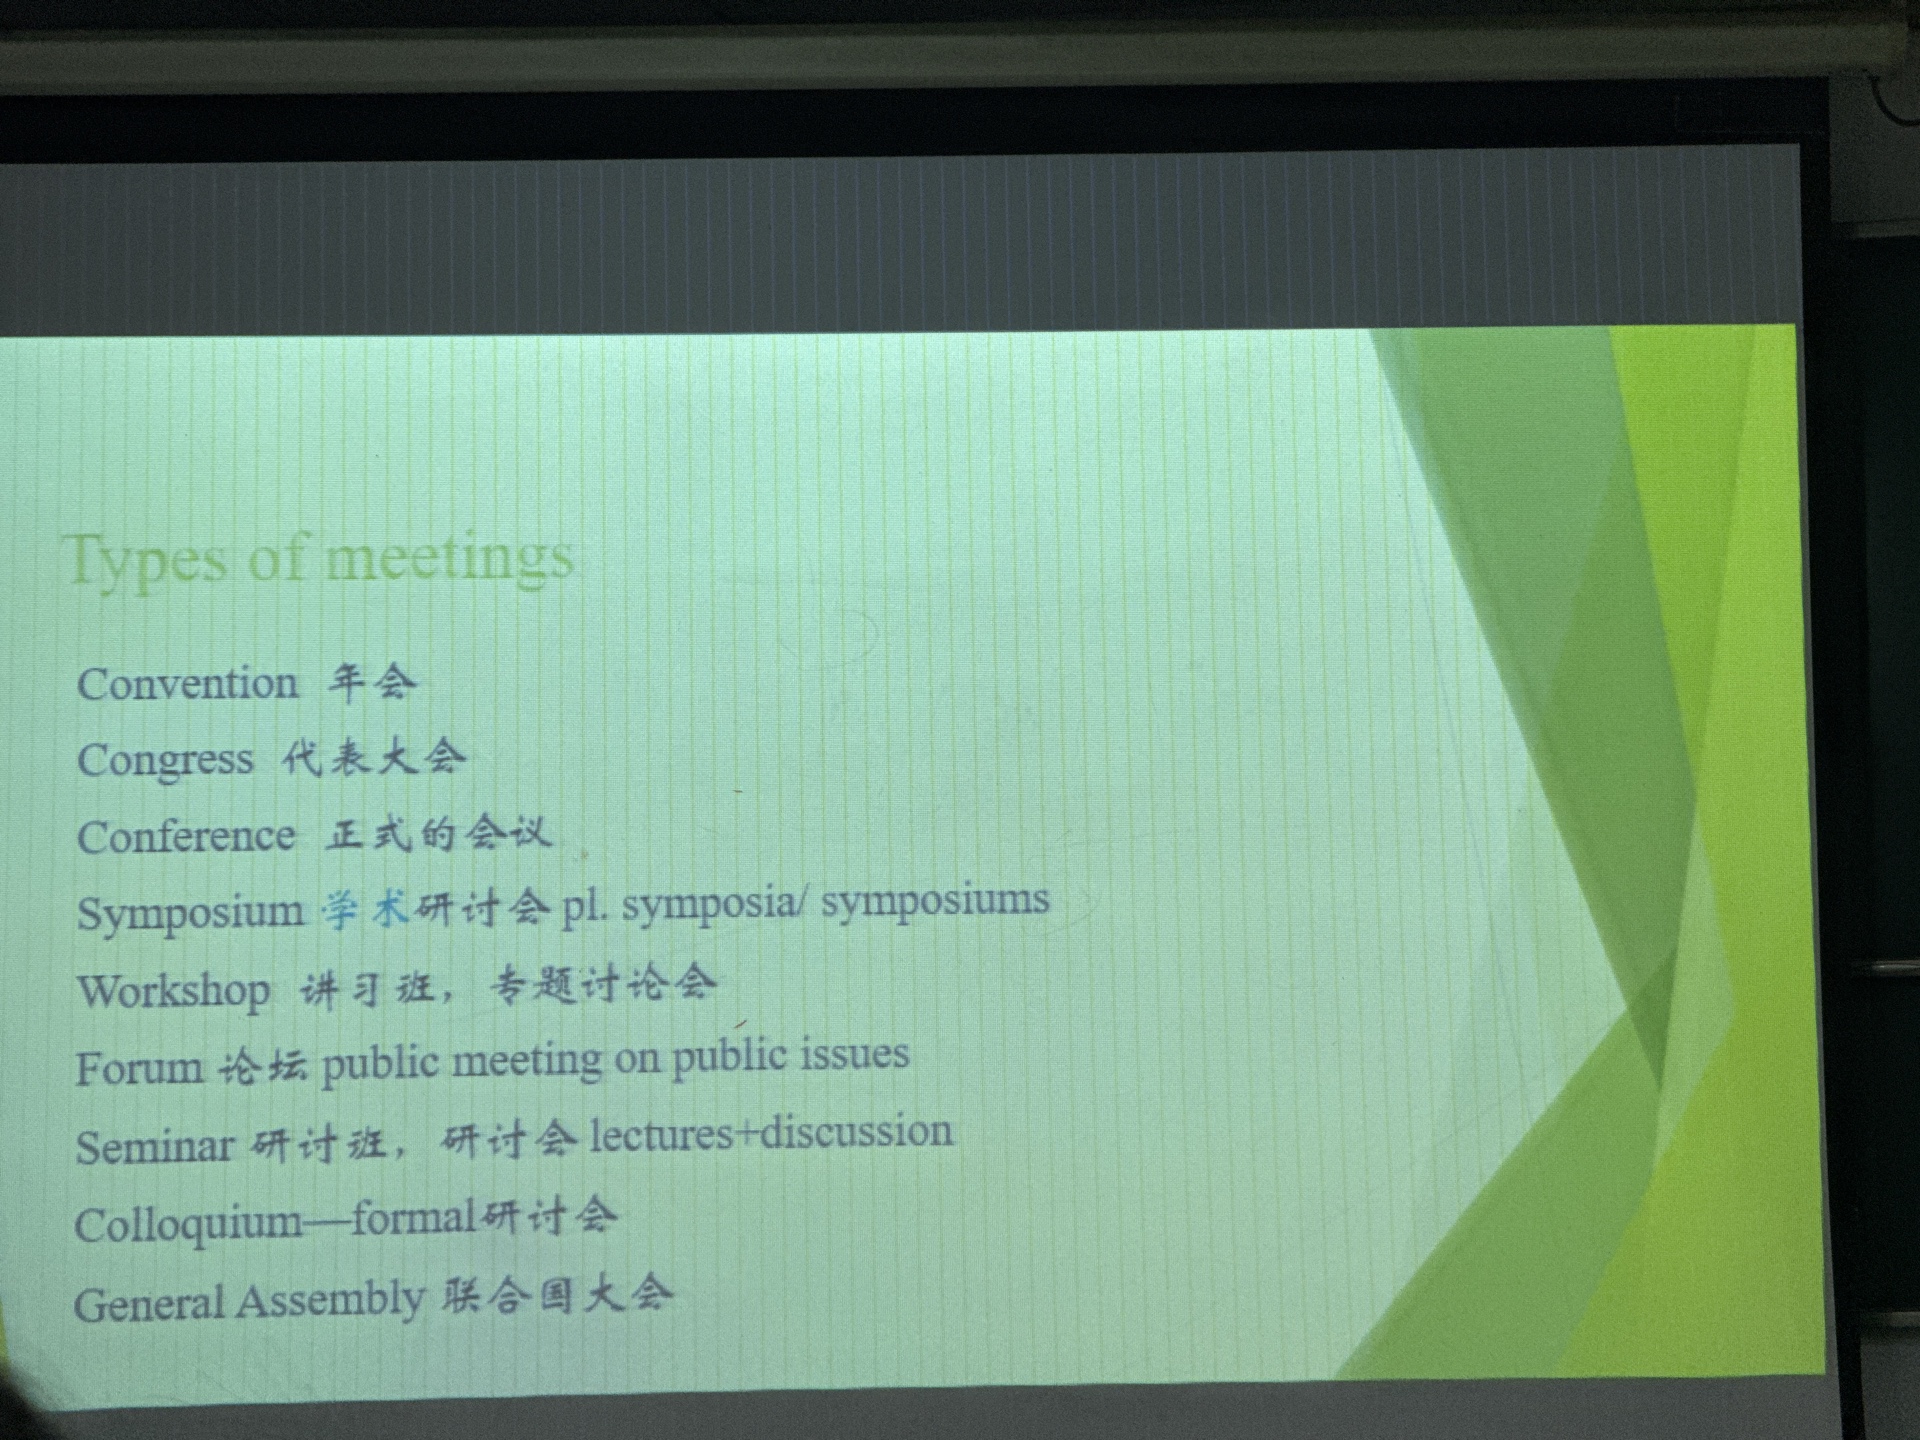 Types of meetings
Convention 年会
Congress 代表大会
Conference 正式的会议
Symposium 学术研讨会 pl. symposia/ symposiums
Workshop 讲习班，专题讨论会
Forum 论坛 public meeting on public issues
Seminar 研讨班，研讨会 lectures+discussion
Colloquium—formal研讨会
General Assembly 联合国大会